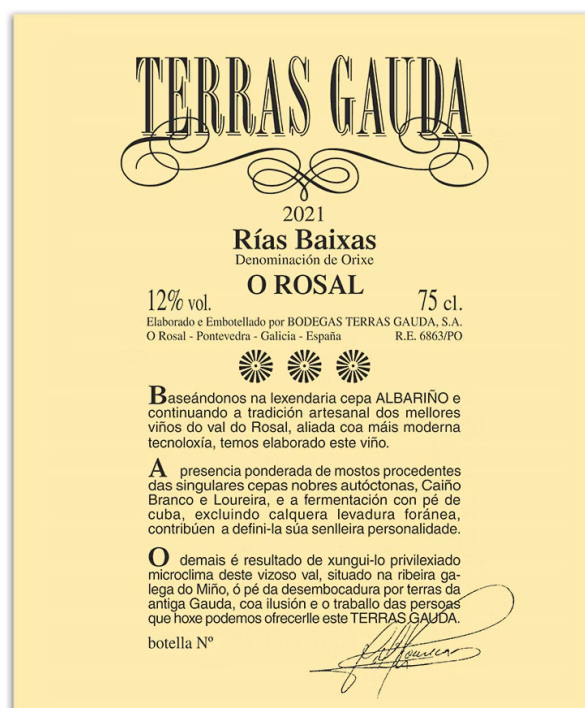 TERRAS GAUDA
2021
Rías Baixas
Denominación de Orixe
O ROSAL
12% vol. 75 cl.
Elaborado e Embotellado por BODEGAS TERRAS GAUDA, S.A.
O Rosal - Pontevedra - Galicia - España R.E. 6863/PO
Baseándonos na lexendaria cepa ALBARIÑO e
continuando a tradición artesanal dos mellores
viños do val do Rosal, aliada coa máis moderna
tecnoloxía, temos elaborado este viño.
A presencia ponderada de mostos procedentes
das singulares cepas nobres autóctonas, Caiño
Branco e Loureira, e a fermentación con pé de
cuba, excluindo calquera levadura foránea,
contribúen a defini-la súa senlleira personalidade.
O demais é resultado de xungui-lo privilexiado
microclima deste vizoso val, situado na ribeira ga-
lega do Miño, ó pé da desembocadura por terras da
antiga Gauda, coa ilusión e o traballo das persoas
que hoxe podemos ofrecerlle este TERRAS GAUDA.
botella Nº